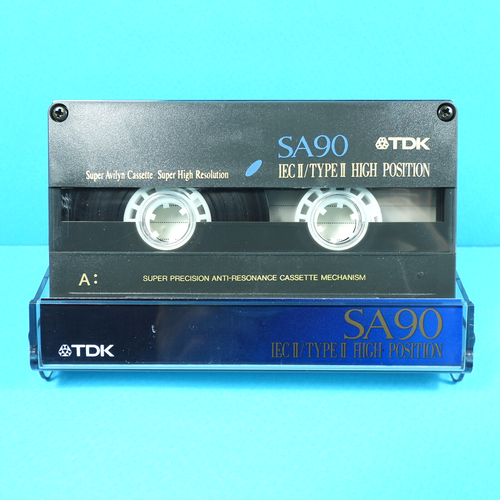 SA90 TDK
Super Avilyn Cassette Super High Resolution IEC II/TYPE II HIGH POSITION
A: SUPER PRECISION ANTI-RESONANCE CASSETTE MECHANISM
SA90
TDK IEC II/TYPE II HIGH POSITION